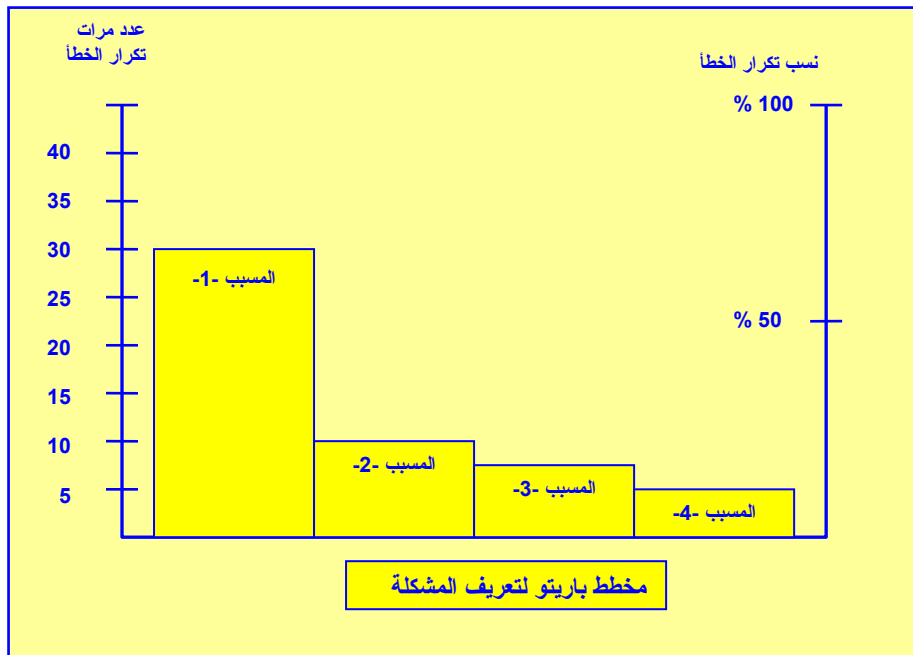 عدد مرات
تكرار الخطأ
نسب تكرار الخطأ
% 100
40
35
30
المسبب -1-
25
% 50
20
15
10
المسبب -2-
المسبب -3-
5
المسبب -4-
مخطط باريتو لتعريف المشكلة